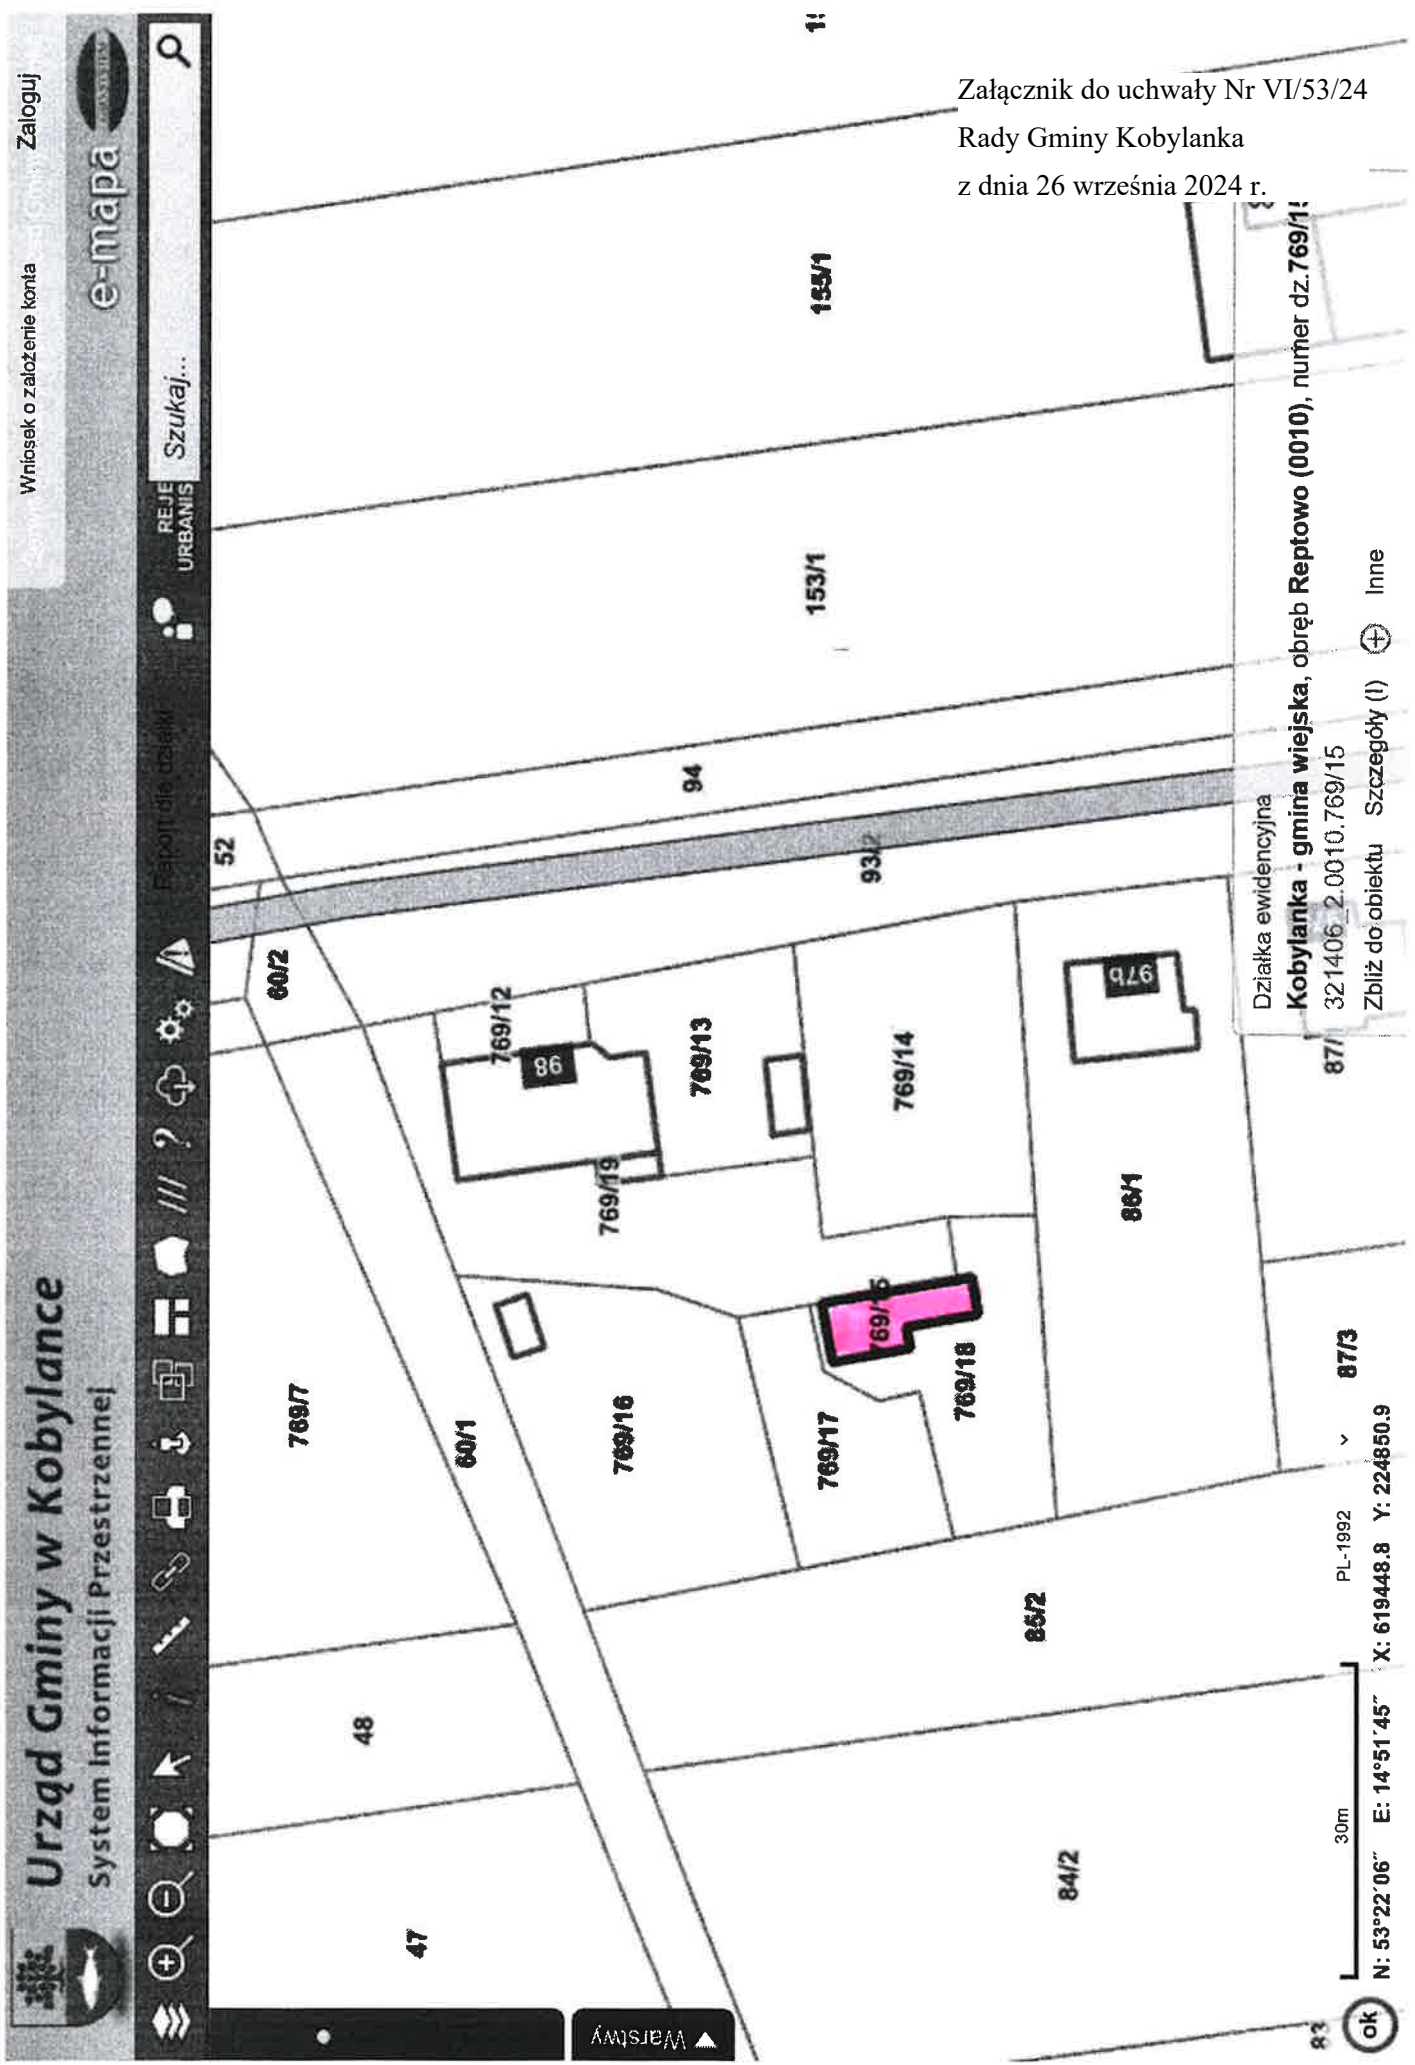 Załącznik do uchwały Nr VI/53/24
Rady Gminy Kobylanka
z dnia 26 września 2024 r.
Wniosek o założenie konta
Zaloguj
Urząd Gminy w Kobylance
System Informacji Przestrzennej
e-mapa
REJE
URBANIS
Szukaj...
Warstwy
47
48
769/7
60/1
60/2
52
94
93/2
153/1
155/1
769/12
98
769/13
769/19
769/14
769/16
769/17
769/18
97b
86/1
85/2
84/2
87/3
83
Działka ewidencyjna
Kobylanka - gmina wiejska, obręb Reptowo (0010), numer dz.769/15
321406_2.0010.769/15
Zbliż do obiektu Szczegóły (I) Inne
30m
PL-1992
ok
N: 53°22´06˝ E: 14°51´45˝ X: 619448.8 Y: 224850.9